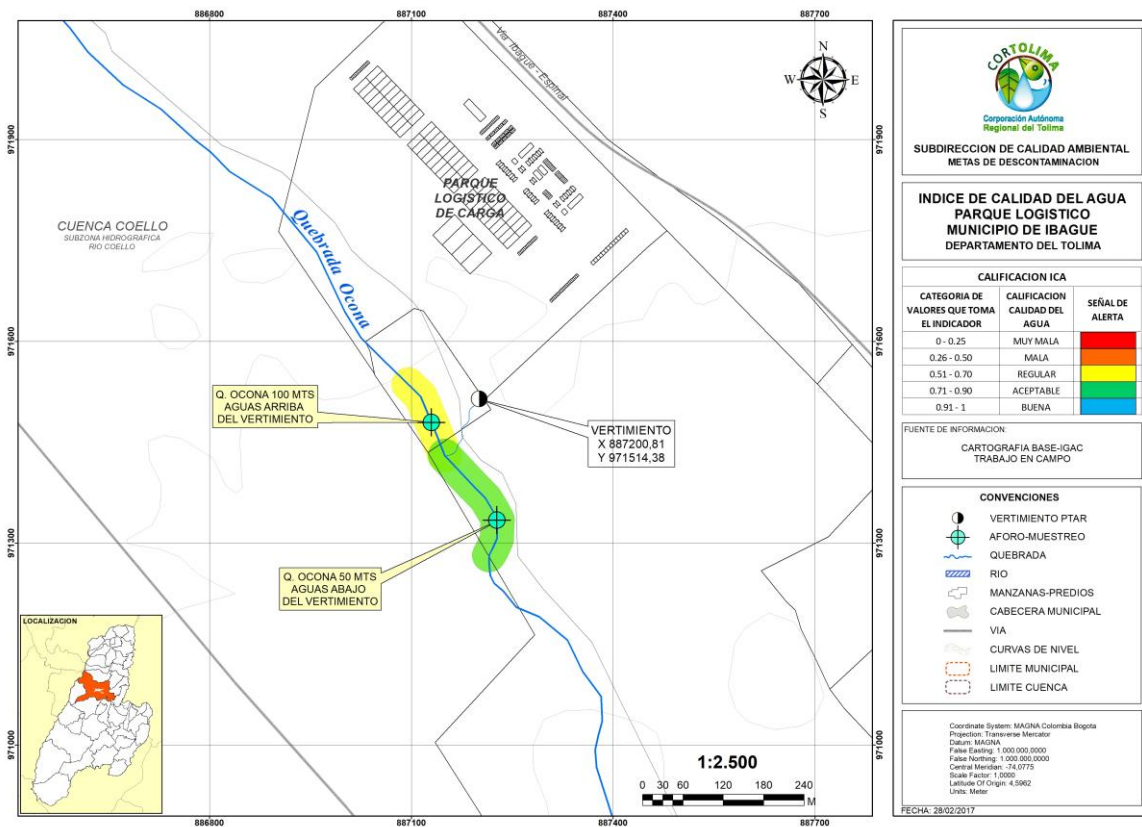 886800
887100
887400
887700
971900
971600
971300
971000
971900
971600
971300
971000
886800
887100
887400
887700
Via Ibague - Espinal
N
W
E
S
PARQUE
LOGISTICO
DE CARGA
CUENCA COELLO
SUBZONA HIDROGRAFICA
RIO COELLO
Quebrada Ocona
Q. OCONA 100 MTS
AGUAS ARRIBA
DEL VERTIMIENTO
VERTIMIENTO
X 887200,81
Y 971514,38
Q. OCONA 50 MTS
AGUAS ABAJO
DEL VERTIMIENTO
LOCALIZACION
1:2.500
0 30 60 120 180 240
M
CORTOLIMA
Corporación Autónoma
Regional del Tolima
SUBDIRECCION DE CALIDAD AMBIENTAL
METAS DE DESCONTAMINACION
INDICE DE CALIDAD DEL AGUA
PARQUE LOGISTICO
MUNICIPIO DE IBAGUE
DEPARTAMENTO DEL TOLIMA
CALIFICACION ICA
CATEGORIA DE VALORES QUE TOMA EL INDICADOR
CALIFICACION CALIDAD DEL AGUA
SEÑAL DE ALERTA
0 - 0.25 MUY MALA
0.26 - 0.50 MALA
0.51 - 0.70 REGULAR
0.71 - 0.90 ACEPTABLE
0.91 - 1 BUENA
FUENTE DE INFORMACION:
CARTOGRAFIA BASE-IGAC
TRABAJO EN CAMPO
CONVENCIONES
VERTIMIENTO PTAR
AFORO-MUESTREO
QUEBRADA
RIO
MANZANAS-PREDIOS
CABECERA MUNICIPAL
VIA
CURVAS DE NIVEL
LIMITE MUNICIPAL
LIMITE CUENCA
Coordinate System: MAGNA Colombia Bogota
Projection: Transverse Mercator
Datum: MAGNA
False Easting: 1.000.000,0000
False Northing: 1.000.000,0000
Central Meridian: -74,0775
Scale Factor: 1,0000
Latitude Of Origin: 4,5962
Units: Meter
FECHA: 28/02/2017